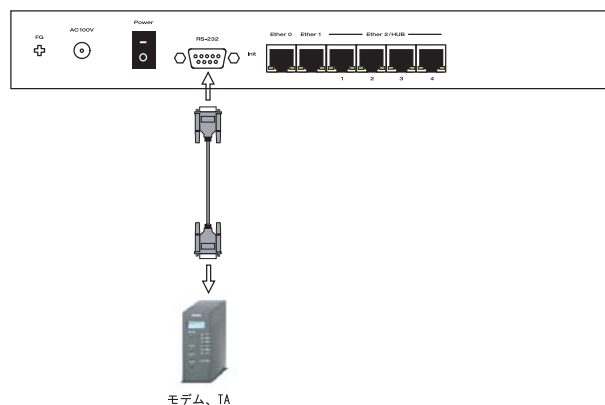 FG
AC100V
Power
RS-232
Init
Ether 0 Ether 1 Ether 2/HUB
1 2 3 4
モデム、TA